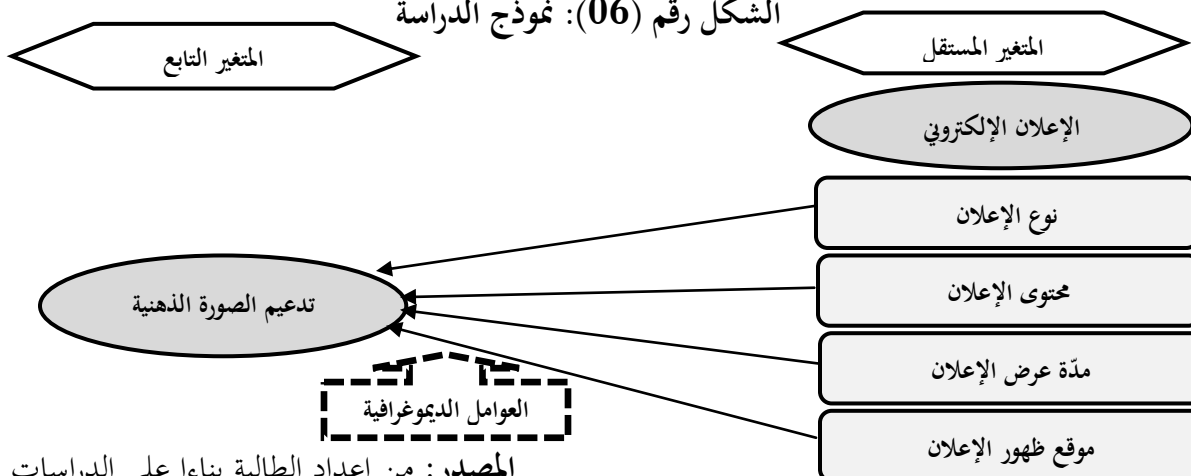 الشكل رقم (06): نموذج الدراسة
المتغير المستقل
المتغير التابع
الإعلان الإلكتروني
نوع الإعلان
محتوى الإعلان
تدعيم الصورة الذهنية
مدّة عرض الإعلان
العوامل الديموغرافية
موقع ظهور الإعلان
المصدر: من اعداد الطالبة بناءا على الدراسات